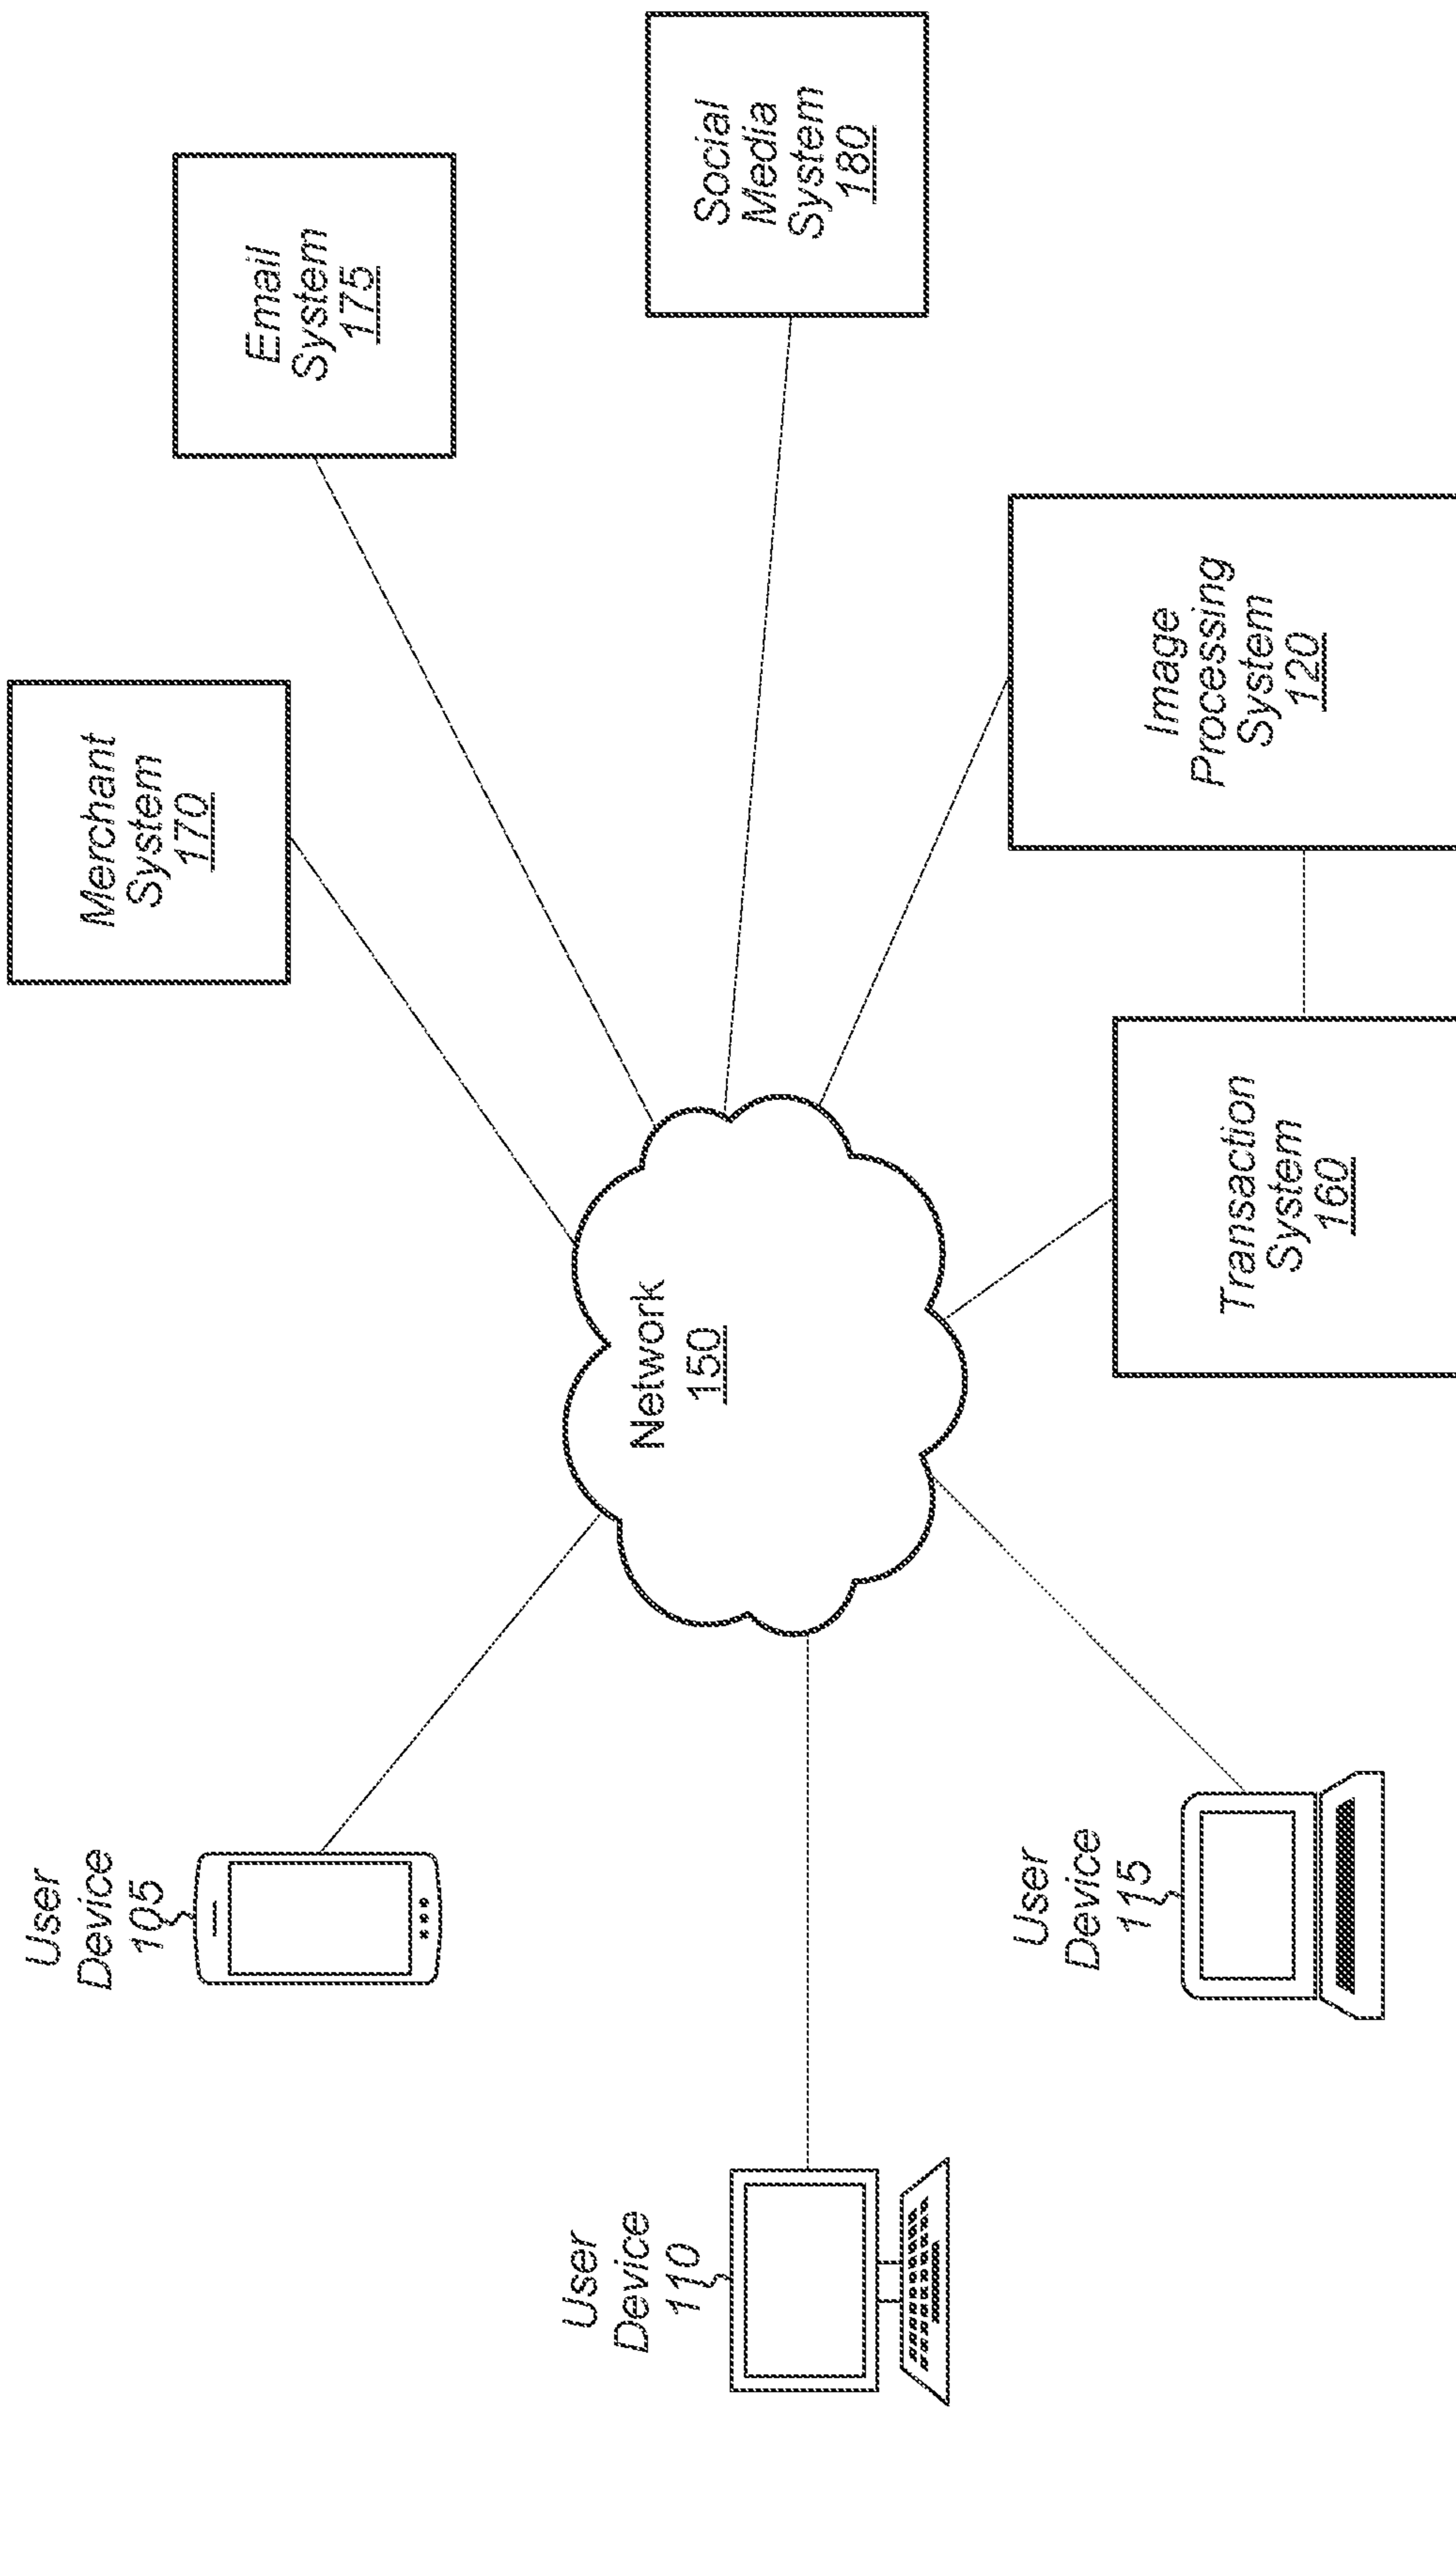 User
Device
105
User
Device
110
User
Device
115
Network
150
Merchant
System
170
Email
System
175
Social
Media
System
180
Image
Processing
System
120
Transaction
System
160